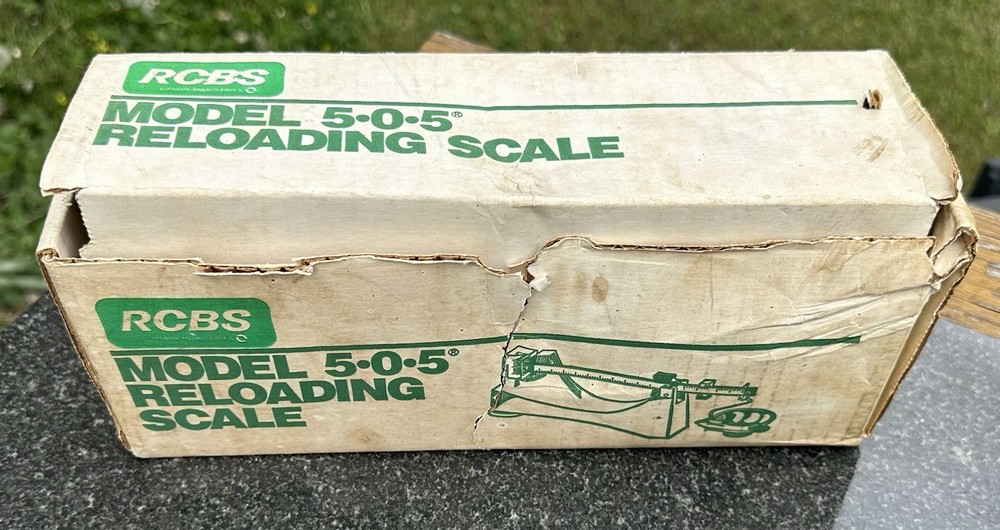 RCBS
MODEL 5•0•5®
RELOADING SCALE
RCBS
MODEL 5•0•5®
RELOADING
SCALE